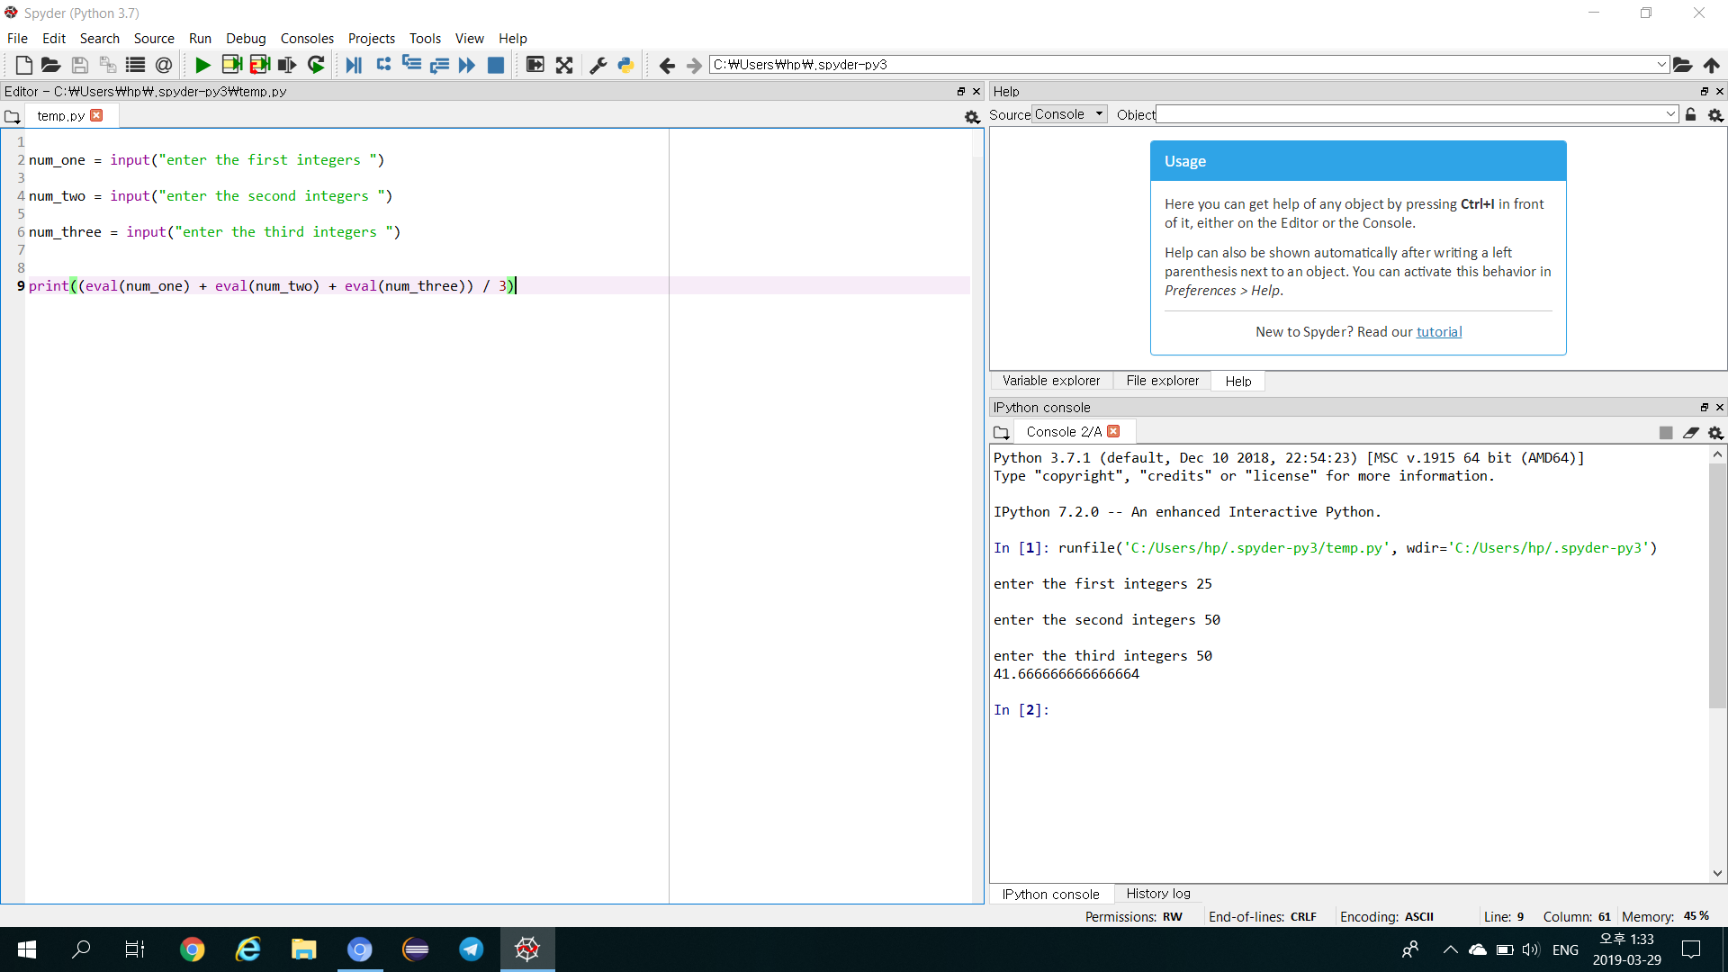 Spyder (Python 3.7)
File Edit Search Source Run Debug Consoles Projects Tools View Help
C:₩Users₩hp₩.spyder-py3
Editor - C:₩Users₩hp₩.spyder-py3₩temp.py
temp.py
1
2 num_one = input("enter the first integers ")
3
4 num_two = input("enter the second integers ")
5
6 num_three = input("enter the third integers ")
7
8
9 print((eval(num_one) + eval(num_two) + eval(num_three)) / 3)
Help
Source Console Object
Usage
Here you can get help of any object by pressing Ctrl+I in front
of it, either on the Editor or the Console.
Help can also be shown automatically after writing a left
parenthesis next to an object. You can activate this behavior in
Preferences > Help.
New to Spyder? Read our tutorial
Variable explorer File explorer Help
IPython console
Console 2/A
Python 3.7.1 (default, Dec 10 2018, 22:54:23) [MSC v.1915 64 bit (AMD64)]
Type "copyright", "credits" or "license" for more information.
IPython 7.2.0 -- An enhanced Interactive Python.
In [1]: runfile('C:/Users/hp/.spyder-py3/temp.py', wdir='C:/Users/hp/.spyder-py3')
enter the first integers 25
enter the second integers 50
enter the third integers 50
41.666666666666664
In [2]:
IPython console History log
Permissions: RW End-of-lines: CRLF Encoding: ASCII Line: 9 Column: 61 Memory: 45 %
ENG
오후 1:33
2019-03-29